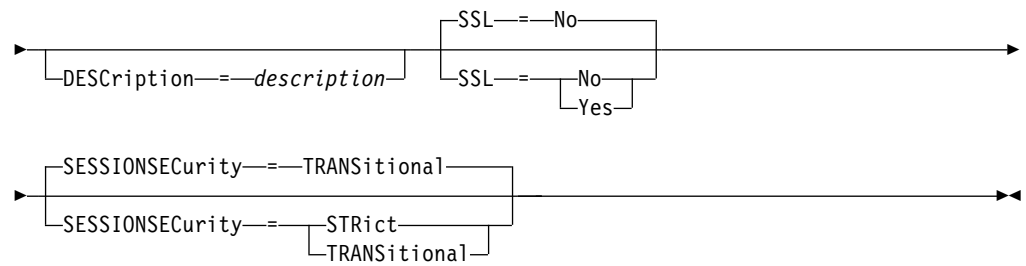 SSL = No
DESCription = description SSL = No
Yes
SESSIONSECurity = TRANSitional
SESSIONSECurity = STRict
TRANSitional